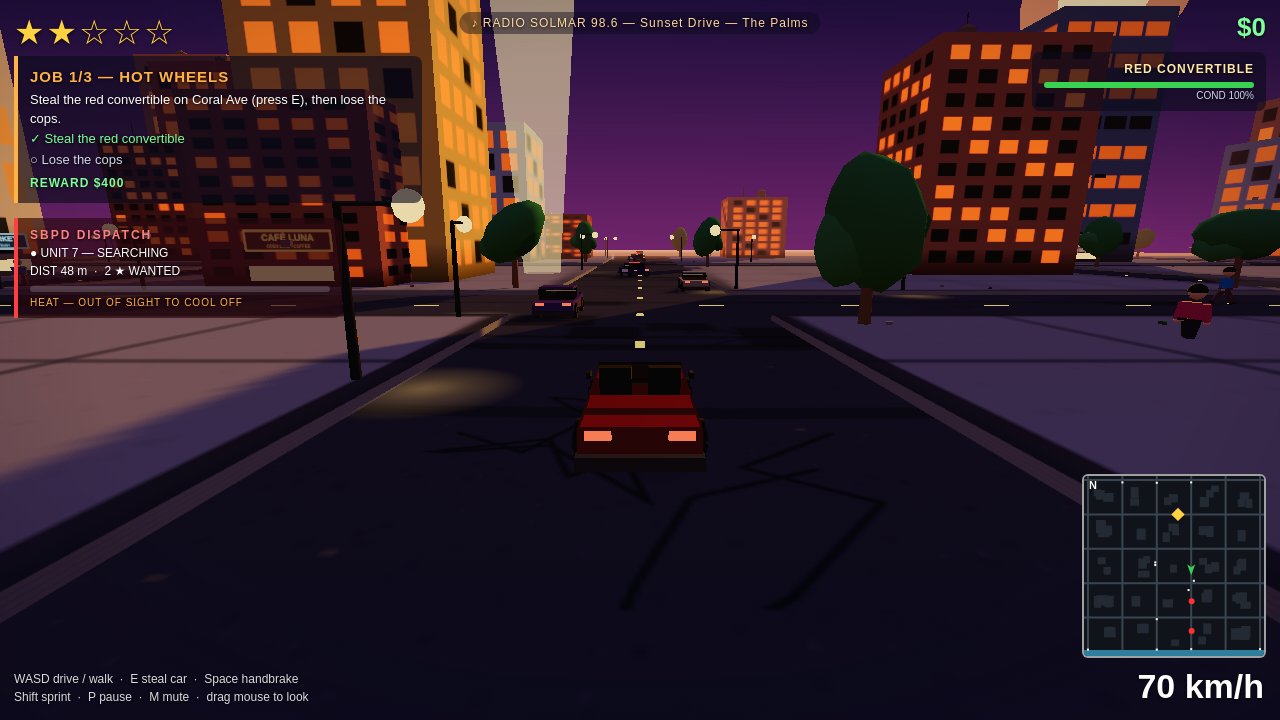 ★★☆☆☆
♪ RADIO SOLMAR 98.6 — Sunset Drive — The Palms
$0
JOB 1/3 — HOT WHEELS
Steal the red convertible on Coral Ave (press E), then lose the
cops.
✓ Steal the red convertible
○ Lose the cops
REWARD $400
RED CONVERTIBLE
COND 100%
SBPD DISPATCH
● UNIT 7 — SEARCHING
DIST 48 m · 2 ★ WANTED
HEAT — OUT OF SIGHT TO COOL OFF
CAFÉ LUNA
N
WASD drive / walk · E steal car · Space handbrake
Shift sprint · P pause · M mute · drag mouse to look
70 km/h